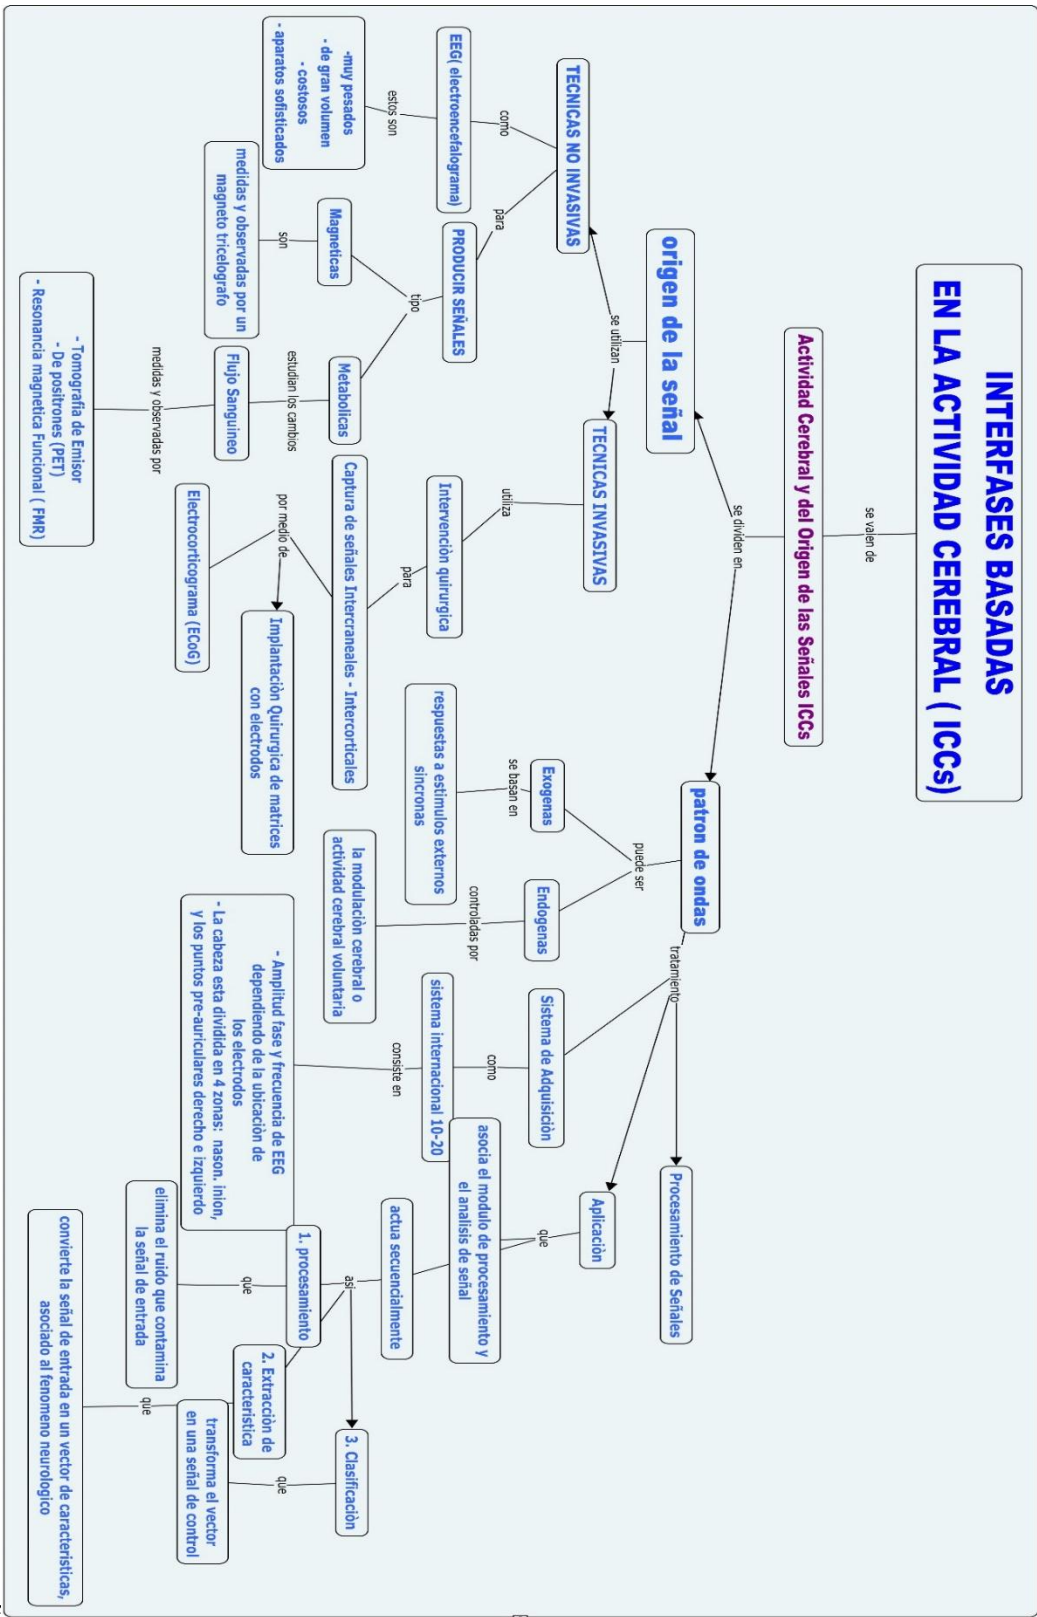 INTERFASES BASADAS
EN LA ACTIVIDAD CEREBRAL ( ICCs)
se valen de
Actividad Cerebral y del Origen de las Señales ICCs
se dividen en
origen de la señal
se utilizan
TECNICAS NO INVASIVAS
como
EEG( electroencefalograma)
estos son
-muy pesados
- de gran volumen
- costosos
- aparatos sofisticados
para
PRODUCIR SEÑALES
tipo
Magneticas
son
medidas y observadas por un
magneto tricelografo
Metabolicas
estudian los cambios
Flujo Sanguineo
medidas y observadas por
- Tomografia de Emisor
- De positrones (PET)
- Resonancia magnetica Funcional ( FMR)
TECNICAS INVASIVAS
utiliza
Intervenciòn quirurgica
para
Captura de señales Intercraneales - Intercorticales
por medio de
Electrocorticograma (ECoG)
Implantaciòn Quirurgica de matrices
con electrodos
patron de ondas
puede ser
Exogenas
se basan en
respuestas a estimulos externos
sincronas
Endogenas
controladas por
la modulaciòn cerebral o
actividad cerebral voluntaria
tratamiento
Sistema de Adquisiciòn
como
sistema internacional 10-20
consiste en
- Amplitud fase y frecuencia de EEG
dependiendo de la ubicaciòn de
los electrodos
- La cabeza esta dividida en 4 zonas: nason. inion,
y los puntos pre-auriculares derecho e izquierdo
Aplicaciòn
que
asocia el modulo de procesamiento y
el analisis de señal
actua secuencialmente
asi
1. procesamiento
que
elimina el ruido que contamina
la señal de entrada
2. Extracciòn de
caracteristica
que
convierte la señal de entrada en un vector de caracteristicas,
asociado al fenomeno neurologico
3. Clasificaciòn
que
transforma el vector
en una señal de control
Procesamiento de Señales